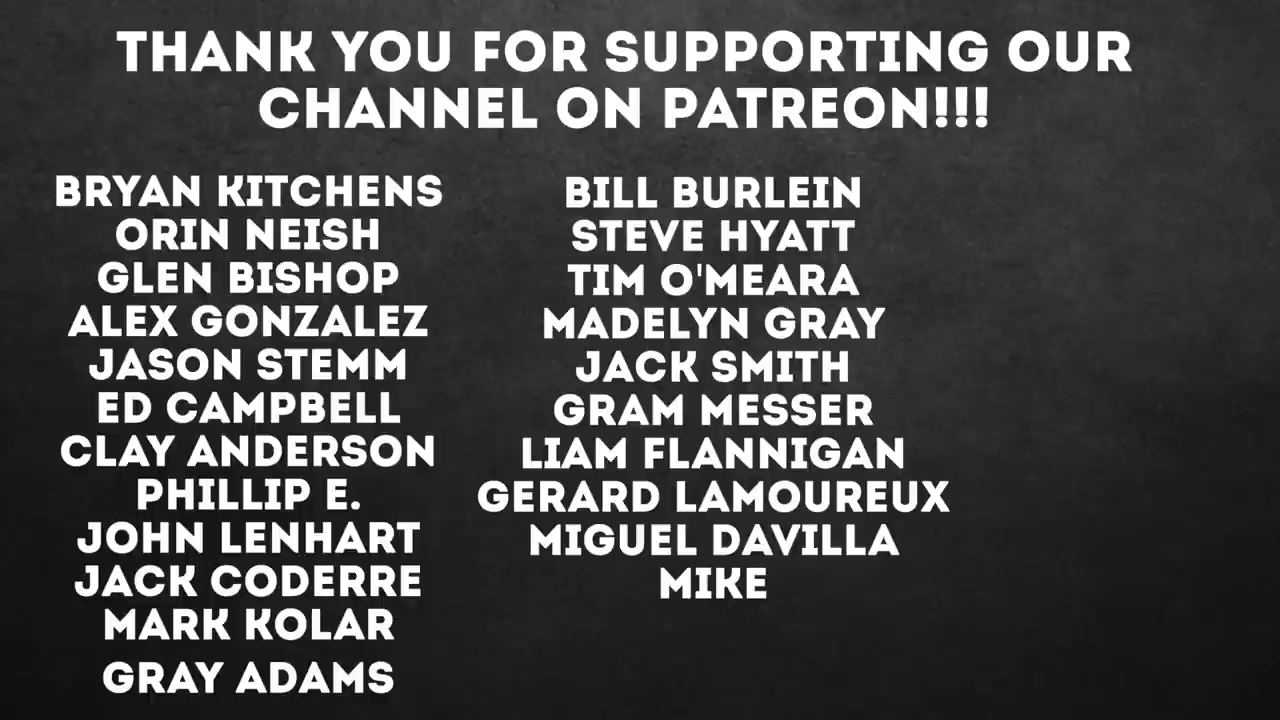 THANK YOU FOR SUPPORTING OUR
CHANNEL ON PATREON!!!
BRYAN KITCHENS
ORIN NEISH
GLEN BISHOP
ALEX GONZALEZ
JASON STEMM
ED CAMPBELL
CLAY ANDERSON
PHILLIP E.
JOHN LENHART
JACK CODERRE
MARK KOLAR
GRAY ADAMS
BILL BURLEIN
STEVE HYATT
TIM O'MEARA
MADELYN GRAY
JACK SMITH
GRAM MESSER
LIAM FLANNIGAN
GERARD LAMOUREUX
MIGUEL DAVILLA
MIKE